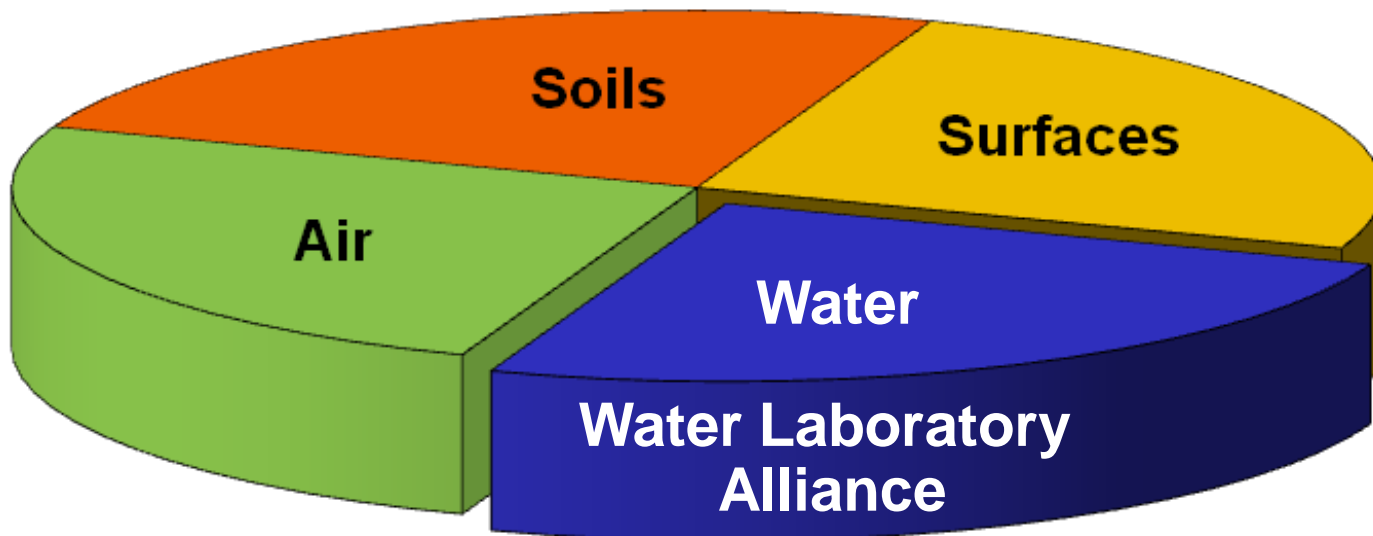 Soils
Surfaces
Air
Water
Water Laboratory
Alliance